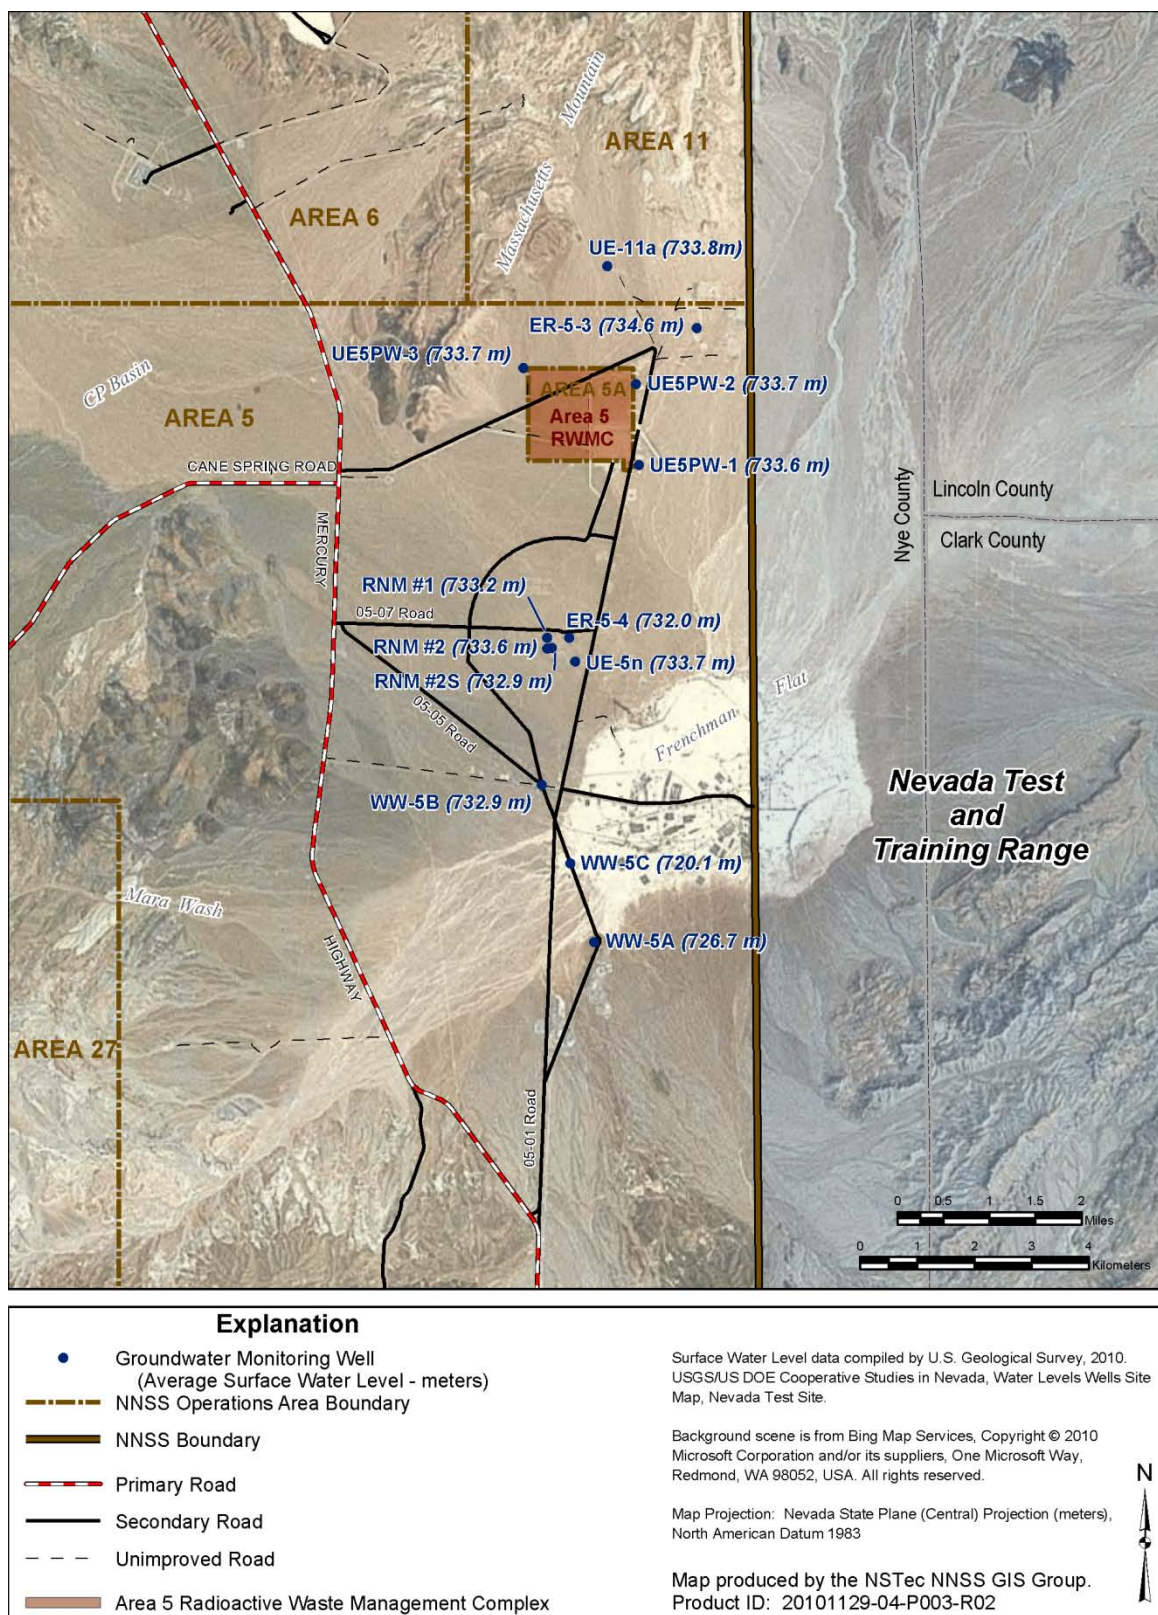 Mountain
Massachusetts
AREA 11
AREA 6
UE-11a (733.8m)
ER-5-3 (734.6 m)
UE5PW-3 (733.7 m)
CP Basin
AREA 5A
UE5PW-2 (733.7 m)
AREA 5
Area 5
RWMC
CANE SPRING ROAD
UE5PW-1 (733.6 m)
Nye County
Lincoln County
Clark County
MERCURY
RNM #1 (733.2 m)
05-07 Road
ER-5-4 (732.0 m)
RNM #2 (733.6 m)
UE-5n (733.7 m)
RNM #2S (732.9 m)
05-05 Road
Frenchman Flat
WW-5B (732.9 m)
Nevada Test
and
Training Range
WW-5C (720.1 m)
Mara Wash
WW-5A (726.7 m)
HIGHWAY
AREA 27
05-01 Road
0 0.5 1 1.5 2
Miles
0 1 2 3 4
Kilometers
Explanation
Groundwater Monitoring Well
(Average Surface Water Level - meters)
NNSS Operations Area Boundary
NNSS Boundary
Primary Road
Secondary Road
Unimproved Road
Area 5 Radioactive Waste Management Complex
Surface Water Level data compiled by U.S. Geological Survey, 2010.
USGS/US DOE Cooperative Studies in Nevada, Water Levels Wells Site
Map, Nevada Test Site.
Background scene is from Bing Map Services, Copyright © 2010
Microsoft Corporation and/or its suppliers, One Microsoft Way,
Redmond, WA 98052, USA. All rights reserved.
N
Map Projection: Nevada State Plane (Central) Projection (meters),
North American Datum 1983
Map produced by the NSTec NNSS GIS Group.
Product ID: 20101129-04-P003-R02